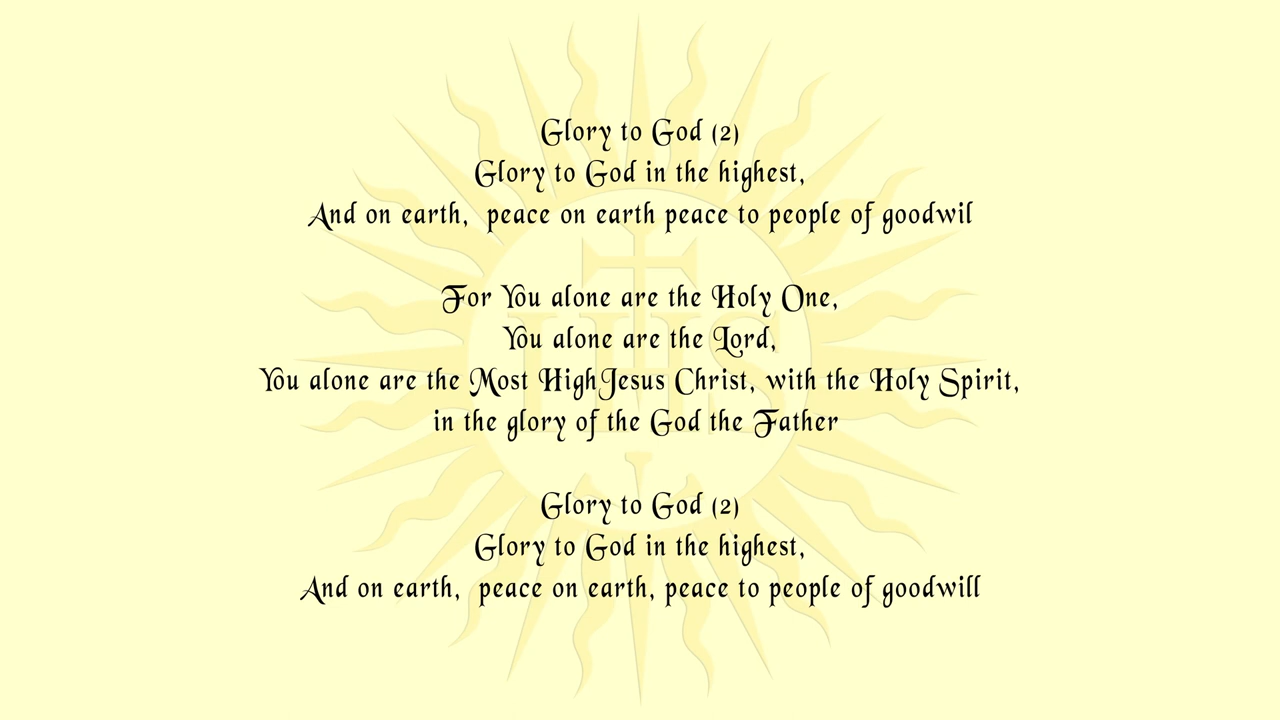 Glory to God (2)
Glory to God in the highest,
And on earth,  peace on earth peace to people of goodwil
For You alone are the Holy One,
You alone are the Lord,
You alone are the Most HighJesus Christ, with the Holy Spirit,
in the glory of the God the Father
Glory to God (2)
Glory to God in the highest,
And on earth,  peace on earth, peace to people of goodwill
IHS